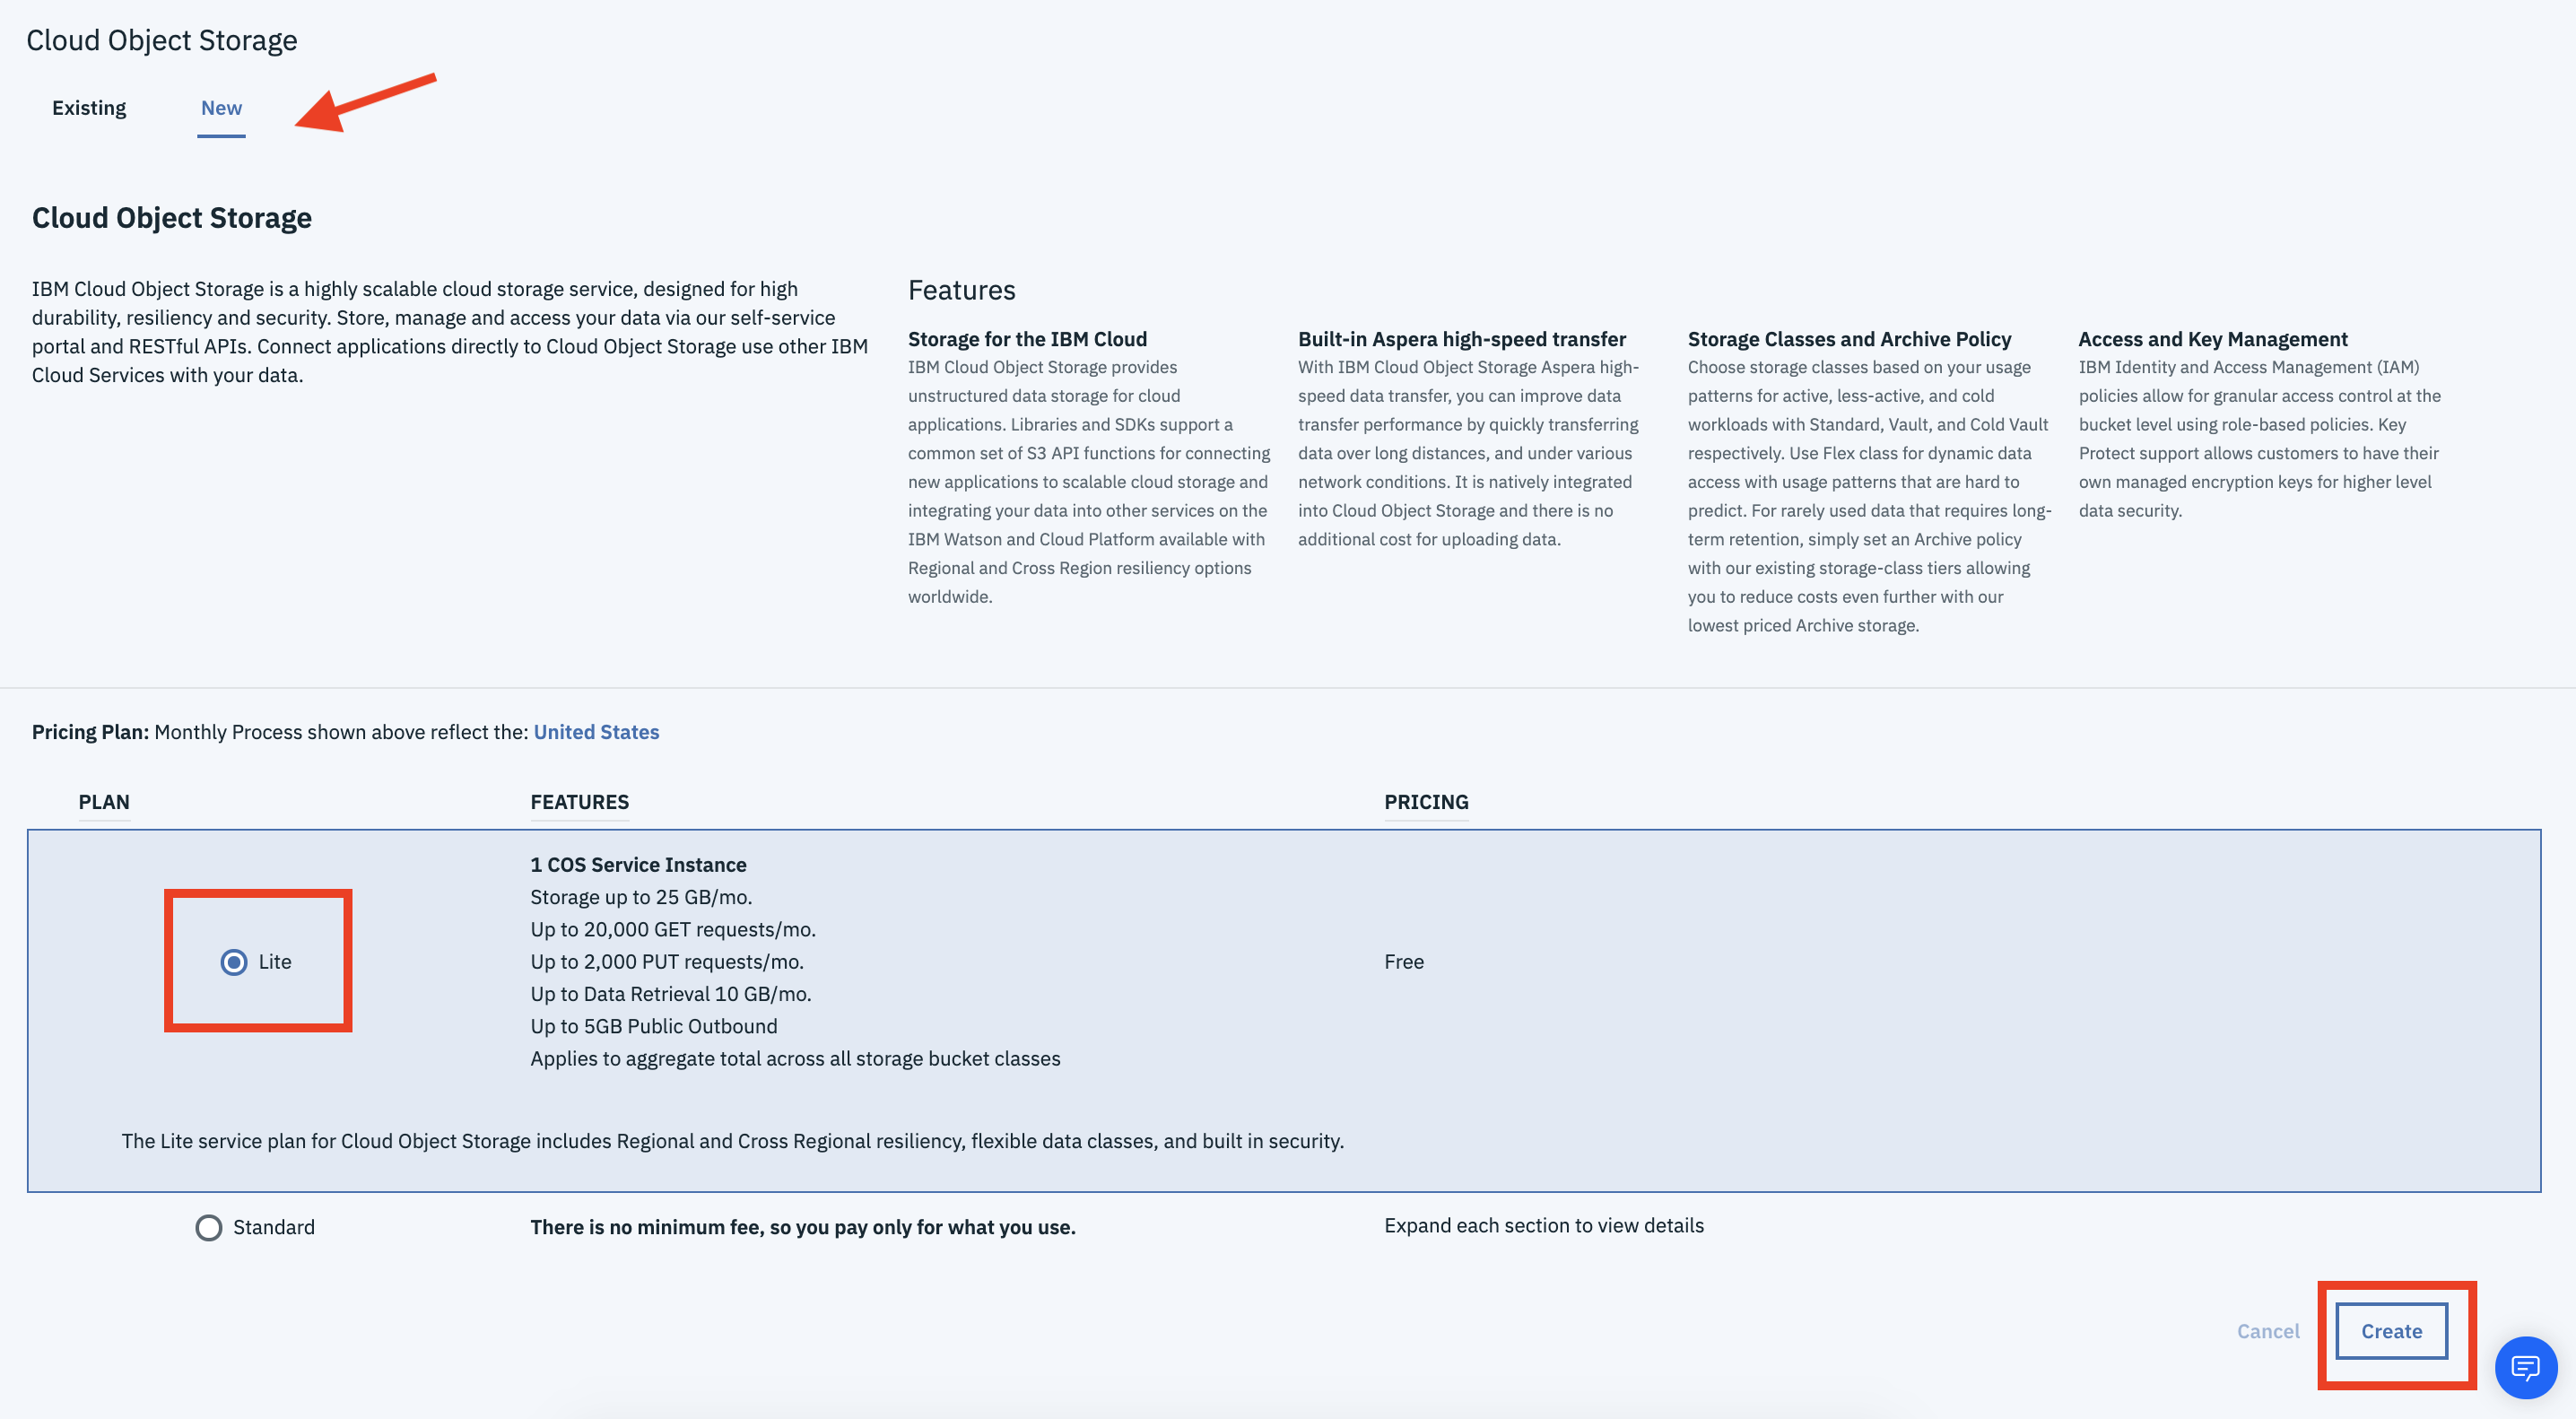 Cloud Object Storage
Existing
New
Cloud Object Storage
IBM Cloud Object Storage is a highly scalable cloud storage service, designed for high
durability, resiliency and security. Store, manage and access your data via our self-service
portal and RESTful APIs. Connect applications directly to Cloud Object Storage use other IBM
Cloud Services with your data.
Features
Storage for the IBM Cloud
IBM Cloud Object Storage provides
unstructured data storage for cloud
applications. Libraries and SDKs support a
common set of S3 API functions for connecting
new applications to scalable cloud storage and
integrating your data into other services on the
IBM Watson and Cloud Platform available with
Regional and Cross Region resiliency options
worldwide.
Built-in Aspera high-speed transfer
With IBM Cloud Object Storage Aspera high-
speed data transfer, you can improve data
transfer performance by quickly transferring
data over long distances, and under various
network conditions. It is natively integrated
into Cloud Object Storage and there is no
additional cost for uploading data.
Storage Classes and Archive Policy
Choose storage classes based on your usage
patterns for active, less-active, and cold
workloads with Standard, Vault, and Cold Vault
respectively. Use Flex class for dynamic data
access with usage patterns that are hard to
predict. For rarely used data that requires long-
term retention, simply set an Archive policy
with our existing storage-class tiers allowing
you to reduce costs even further with our
lowest priced Archive storage.
Access and Key Management
IBM Identity and Access Management (IAM)
policies allow for granular access control at the
bucket level using role-based policies. Key
Protect support allows customers to have their
own managed encryption keys for higher level
data security.
Pricing Plan: Monthly Process shown above reflect the: United States
PLAN
FEATURES
PRICING
Lite
1 COS Service Instance
Storage up to 25 GB/mo.
Up to 20,000 GET requests/mo.
Up to 2,000 PUT requests/mo.
Up to Data Retrieval 10 GB/mo.
Up to 5GB Public Outbound
Applies to aggregate total across all storage bucket classes
Free
The Lite service plan for Cloud Object Storage includes Regional and Cross Regional resiliency, flexible data classes, and built in security.
Standard
There is no minimum fee, so you pay only for what you use.
Expand each section to view details
Cancel
Create